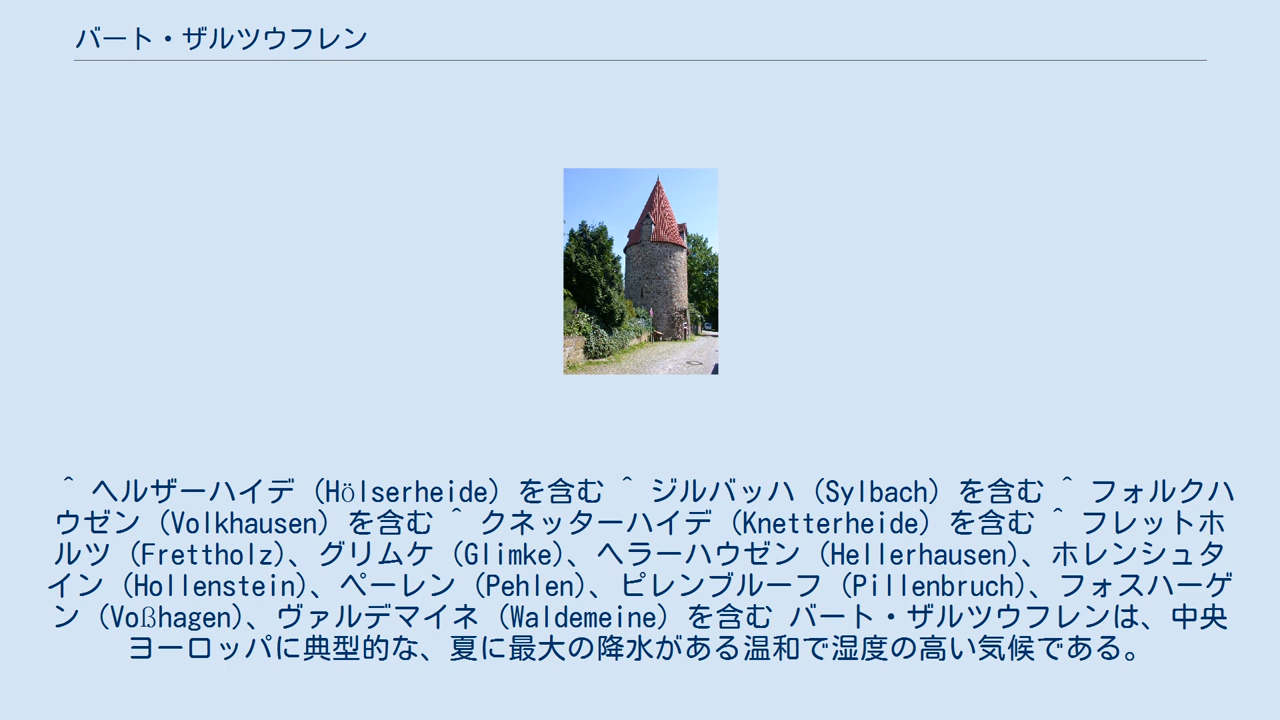 バート・ザルツウフレン
^ ヘルザーハイデ（Hölserheide）を含む ^ ジルバッハ（Sylbach）を含む ^ フォルクハ
ウゼン（Volkhausen）を含む ^ クネッターハイデ（Knetterheide）を含む ^ フレットホ
ルツ（Frettholz）、グリムケ（Glimke）、ヘラーハウゼン（Hellerhausen）、ホレンシュタ
イン（Hollenstein）、ペーレン（Pehlen）、ピレンブルーフ（Pillenbruch）、フォスハーゲ
ン（Voßhagen）、ヴァルデマイネ（Waldemeine）を含む バート・ザルツウフレンは、中央
ヨーロッパに典型的な、夏に最大の降水がある温和で湿度の高い気候である。